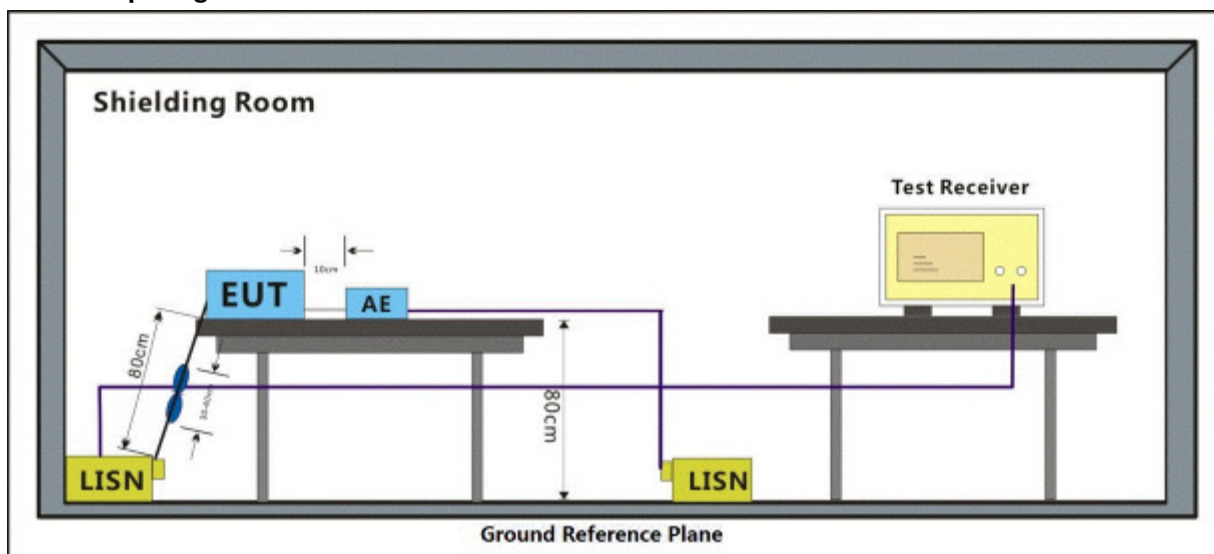 Shielding Room
Test Receiver
10cm
EUT
AE
80cm
80cm
LISN
LISN
Ground Reference Plane